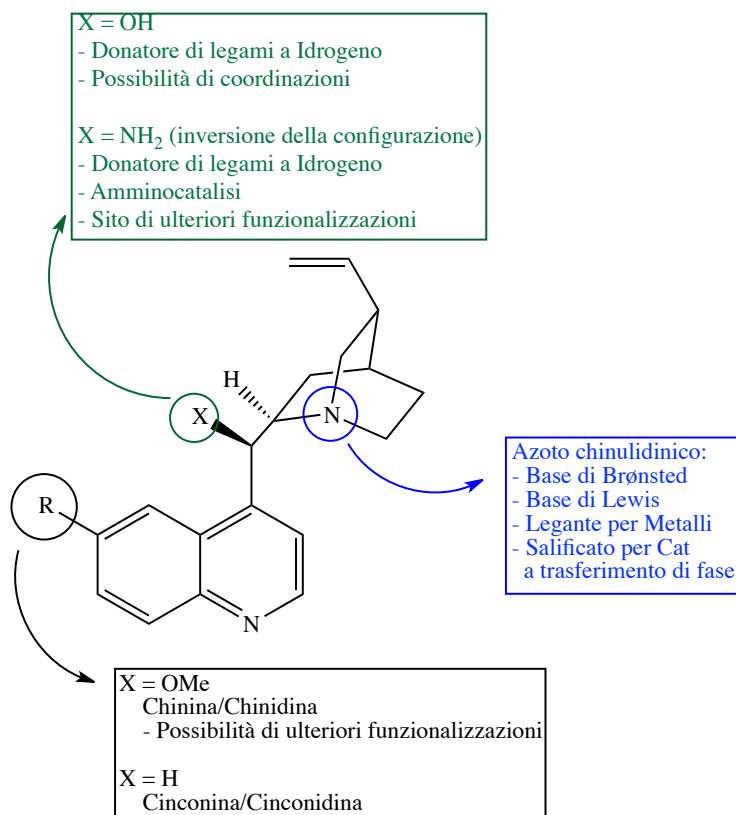 X = OH
- Donatore di legami a Idrogeno
- Possibilità di coordinazioni
X = NH₂ (inversione della configurazione)
- Donatore di legami a Idrogeno
- Amminocatalisi
- Sito di ulteriori funzionalizzazioni
H
X
N
R
N
Azoto chinulidinico:
- Base di Brønsted
- Base di Lewis
- Legante per Metalli
- Salificato per Cat
a trasferimento di fase
X = OMe
Chinina/Chinidina
- Possibilità di ulteriori funzionalizzazioni
X = H
Cinconina/Cinconidina